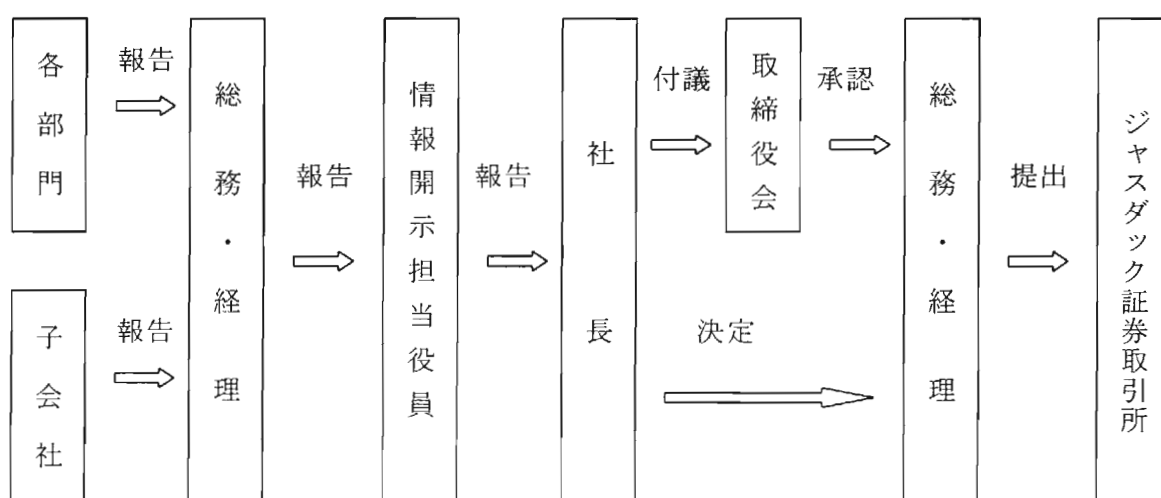 各部門
報告
子会社
報告
総務・経理
報告
情報開示担当役員
報告
社長
付議
取締役会
承認
決定
総務・経理
提出
ジャスダック証券取引所